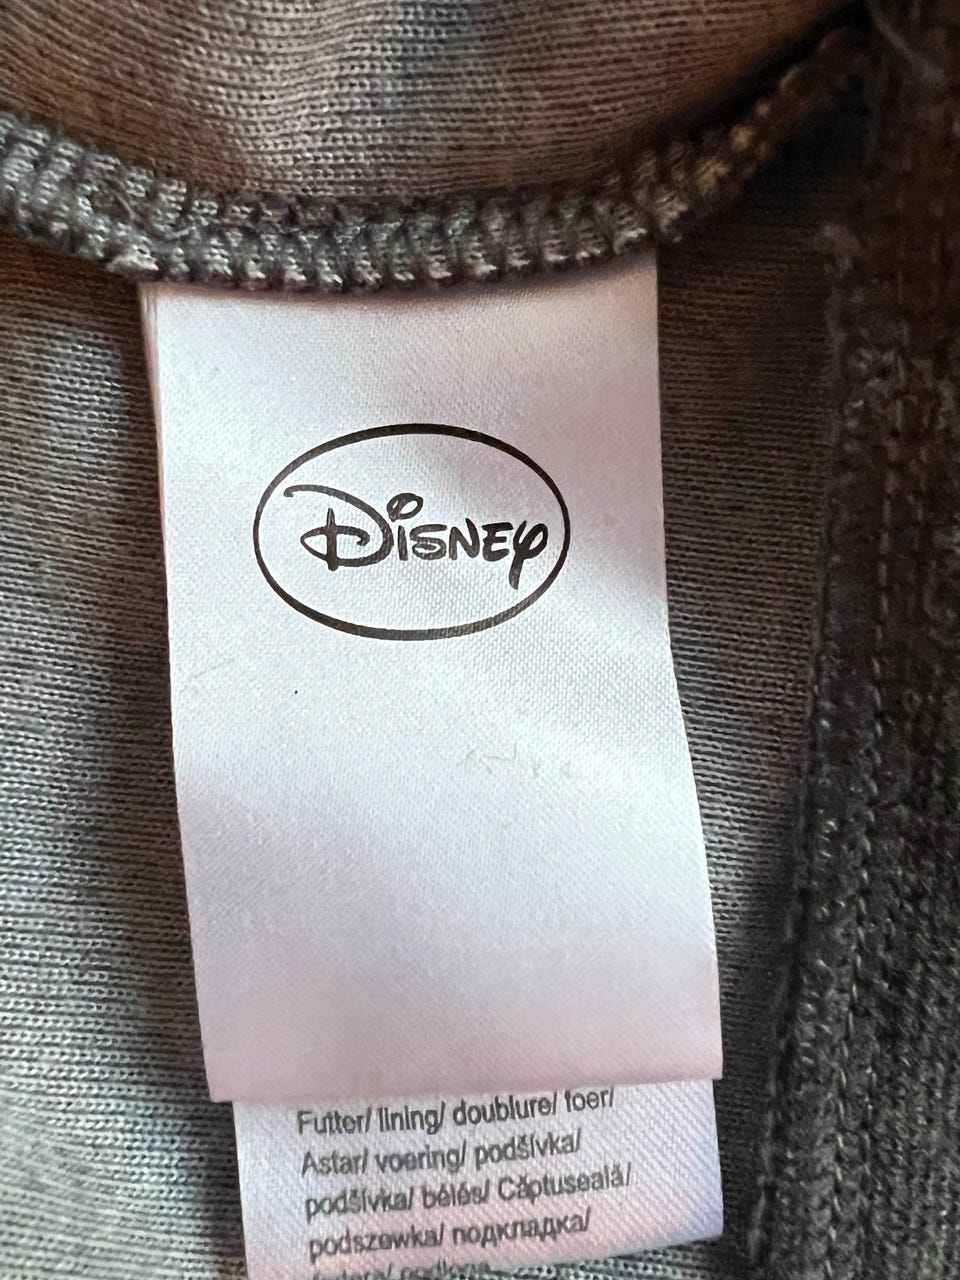 Disney
Futter/ lining/ doublure/ foer/
Astar/ voering/ podšívka/
podšívka/ bélés/ Căptuseală/
podszewka/ подкладка/